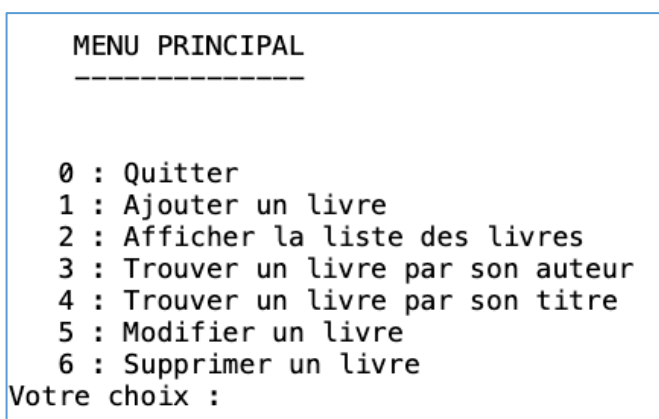 MENU PRINCIPAL
--------------
0 : Quitter
1 : Ajouter un livre
2 : Afficher la liste des livres
3 : Trouver un livre par son auteur
4 : Trouver un livre par son titre
5 : Modifier un livre
6 : Supprimer un livre
Votre choix :